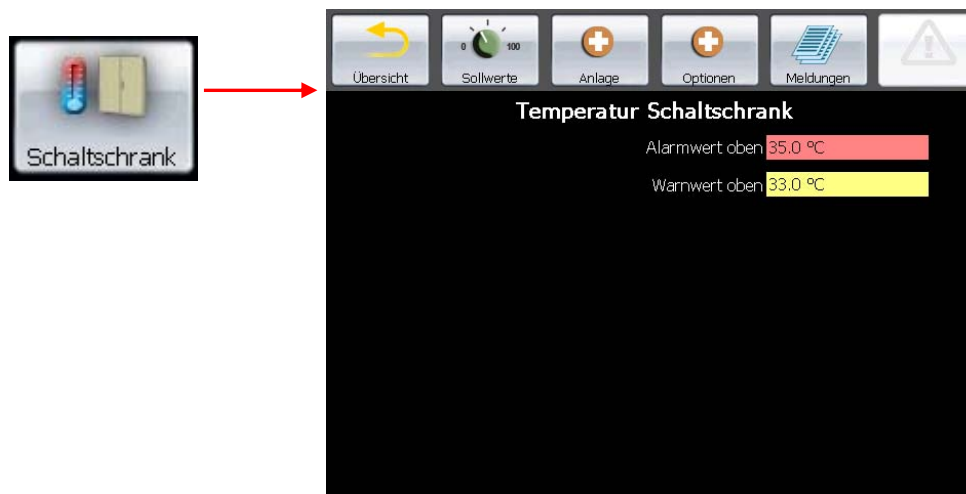 Schaltschrank
Übersicht
0 100
Sollwerte
Anlage
Optionen
Meldungen
Temperatur Schaltschrank
Alarmwert oben 35.0 °C
Warnwert oben 33.0 °C